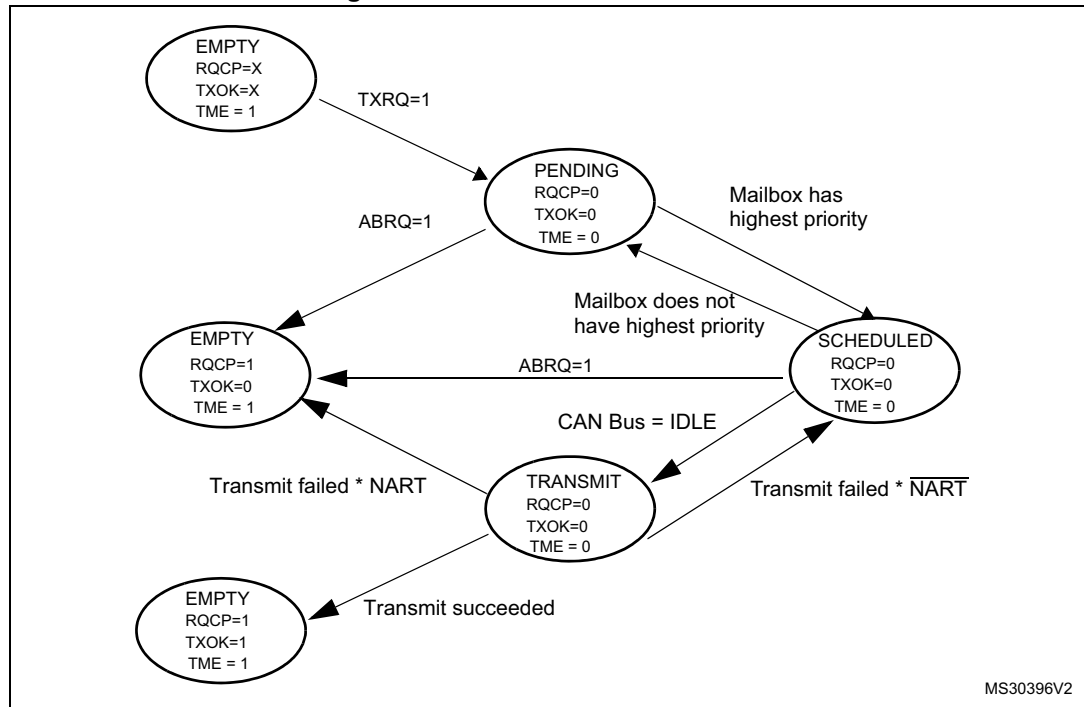 EMPTY
RQCP=X
TXOK=X
TME = 1
TXRQ=1
PENDING
RQCP=0
TXOK=0
TME = 0
Mailbox has
highest priority
ABRQ=1
Mailbox does not
have highest priority
EMPTY
RQCP=1
TXOK=0
TME = 1
ABRQ=1
SCHEDULED
RQCP=0
TXOK=0
TME = 0
CAN Bus = IDLE
Transmit failed * NART
TRANSMIT
RQCP=0
TXOK=0
TME = 0
Transmit failed * N̅A̅R̅T̅
EMPTY
RQCP=1
TXOK=1
TME = 1
Transmit succeeded
MS30396V2